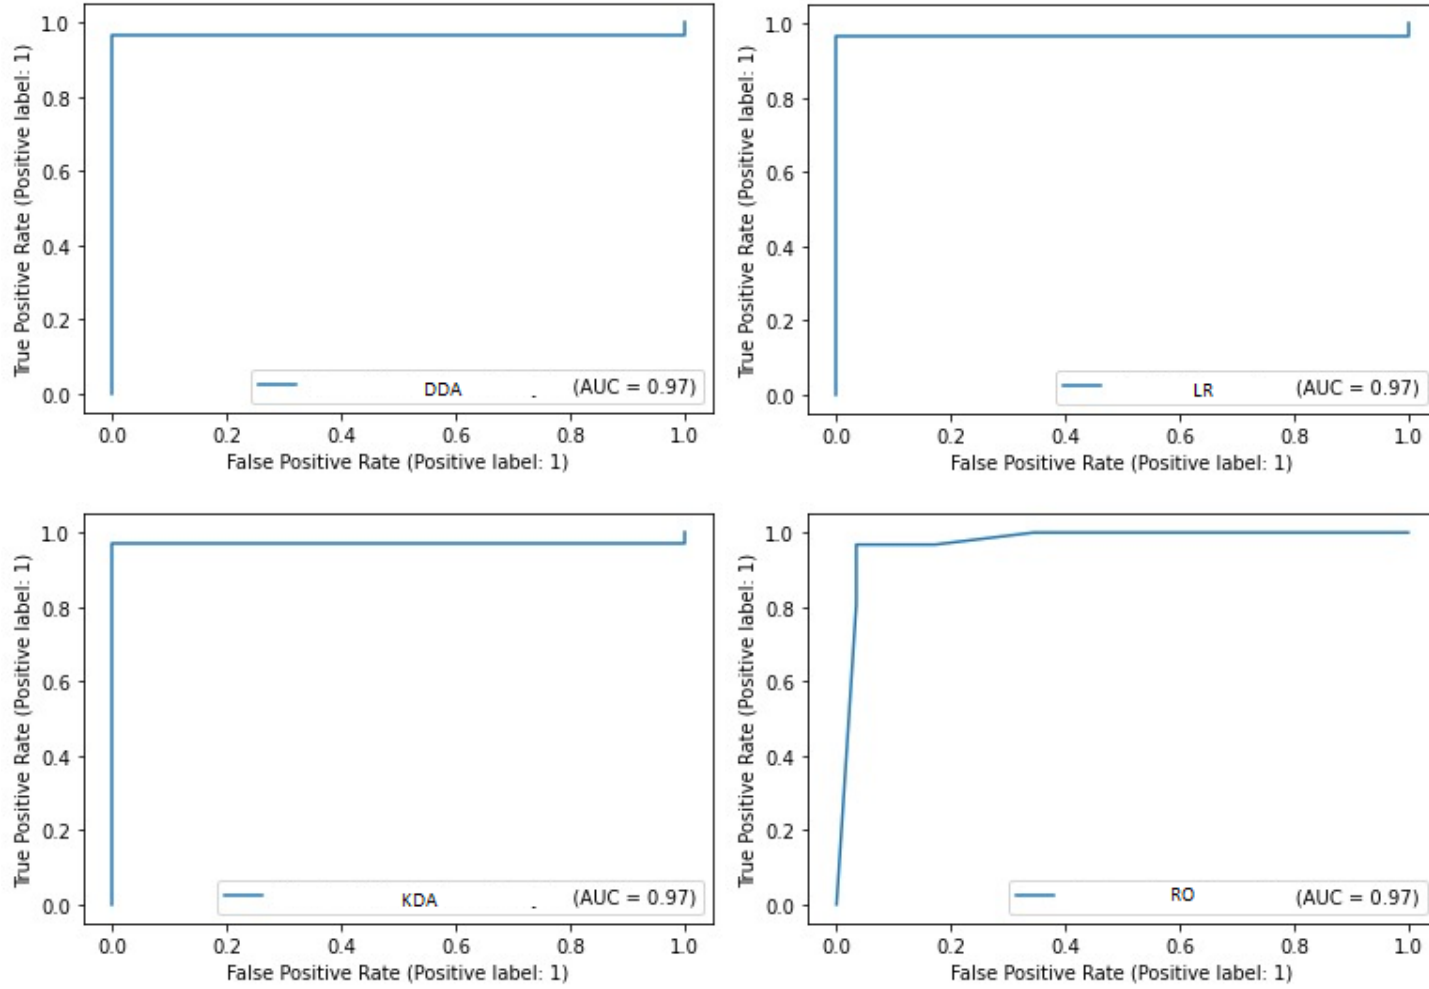 True Positive Rate (Positive label: 1)
1.0
0.8
0.6
0.4
0.2
0.0
DDA - (AUC = 0.97)
0.0 0.2 0.4 0.6 0.8 1.0
False Positive Rate (Positive label: 1)
True Positive Rate (Positive label: 1)
1.0
0.8
0.6
0.4
0.2
0.0
LR (AUC = 0.97)
0.0 0.2 0.4 0.6 0.8 1.0
False Positive Rate (Positive label: 1)
True Positive Rate (Positive label: 1)
1.0
0.8
0.6
0.4
0.2
0.0
KDA - (AUC = 0.97)
0.0 0.2 0.4 0.6 0.8 1.0
False Positive Rate (Positive label: 1)
True Positive Rate (Positive label: 1)
1.0
0.8
0.6
0.4
0.2
0.0
RO (AUC = 0.97)
0.0 0.2 0.4 0.6 0.8 1.0
False Positive Rate (Positive label: 1)